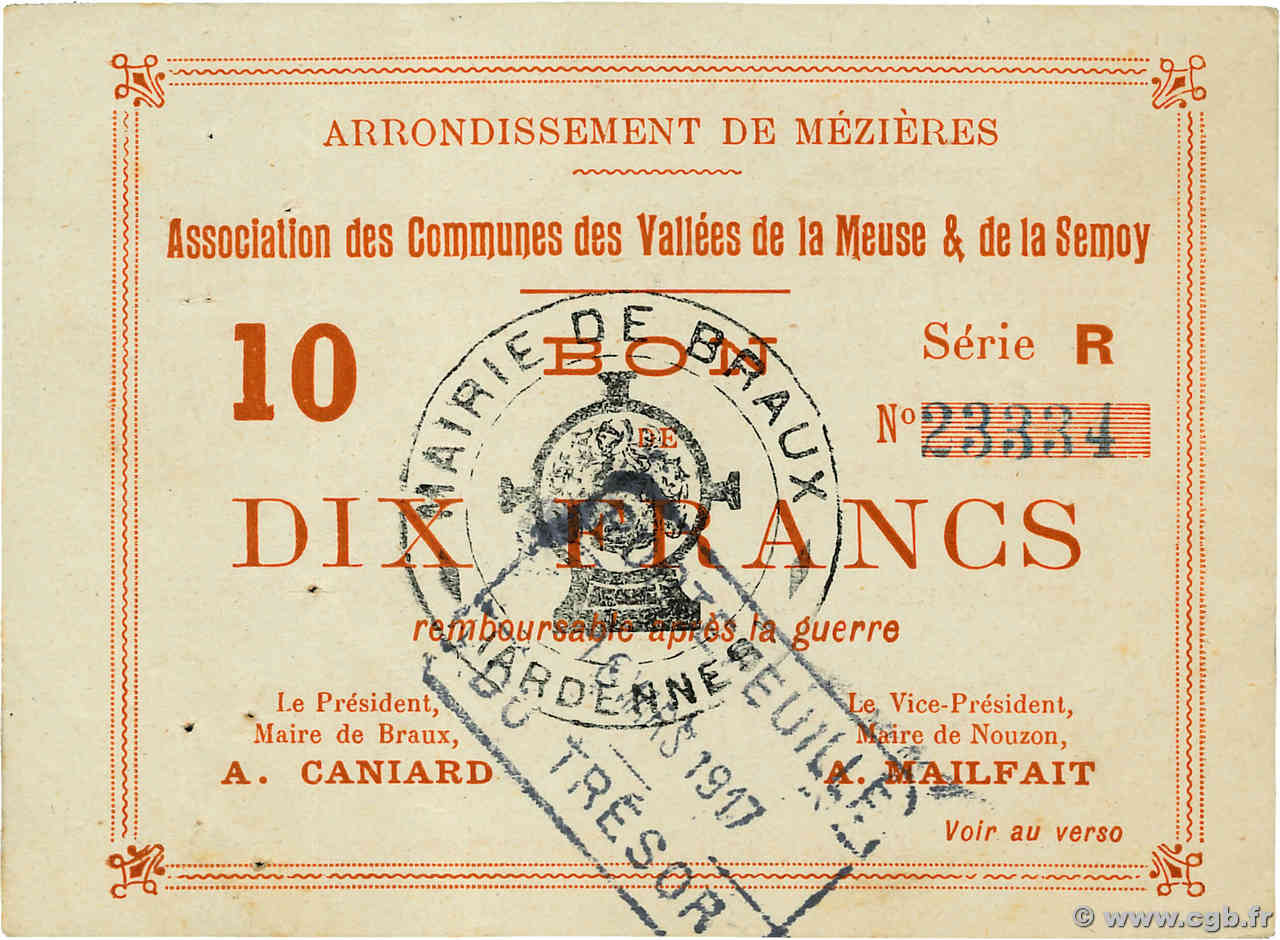 ARRONDISSEMENT DE MÉZIÈRES
Association des Communes des Vallées de la Meuse & de la Semoy
10
BON
Série R
Nº 23334
DE
DIX FRANCS
remboursable après la guerre
Le Président,
Maire de Braux,
A. CANIARD
Le Vice-Président,
Maire de Nouzon,
A. MAILFAIT
Voir au verso
MAIRIE DE BRAUX
ARDENNES
MARS 1917
DU TRÉSOR
© www.cgb.fr